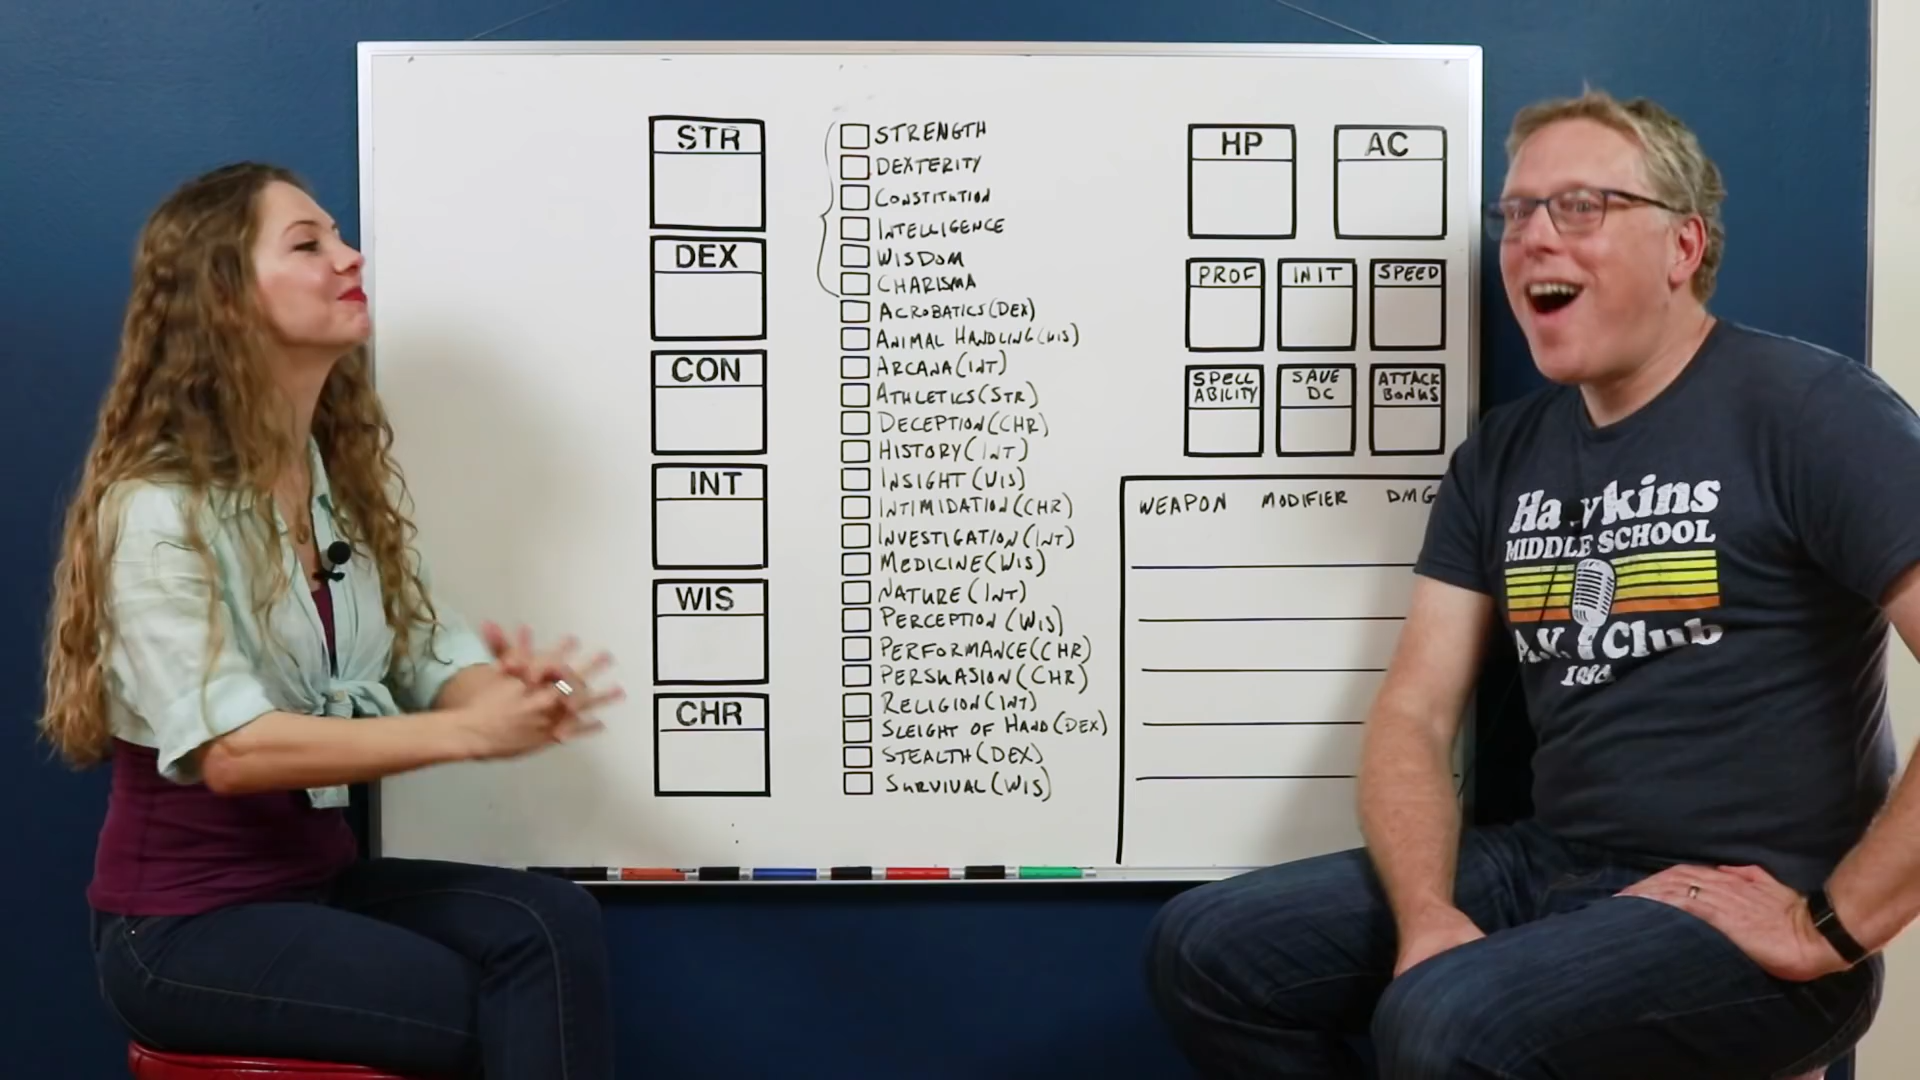 STR
DEX
CON
INT
WIS
CHR
STRENGTH
DEXTERITY
CONSTITUTION
INTELLIGENCE
WISDOM
CHARISMA
ACROBATICS (DEX)
ANIMAL HANDLING (WIS)
ARCANA (INT)
ATHLETICS (STR)
DECEPTION (CHR)
HISTORY (INT)
INSIGHT (WIS)
INTIMIDATION (CHR)
INVESTIGATION (INT)
MEDICINE (WIS)
NATURE (INT)
PERCEPTION (WIS)
PERFORMANCE (CHR)
PERSUASION (CHR)
RELIGION (INT)
SLEIGHT OF HAND (DEX)
STEALTH (DEX)
SURVIVAL (WIS)
HP AC
PROF INIT SPEED
SPELL ABILITY
SAVE DC
ATTACK BONUS
WEAPON MODIFIER DMG
Hawkins
MIDDLE SCHOOL
A.V. Club